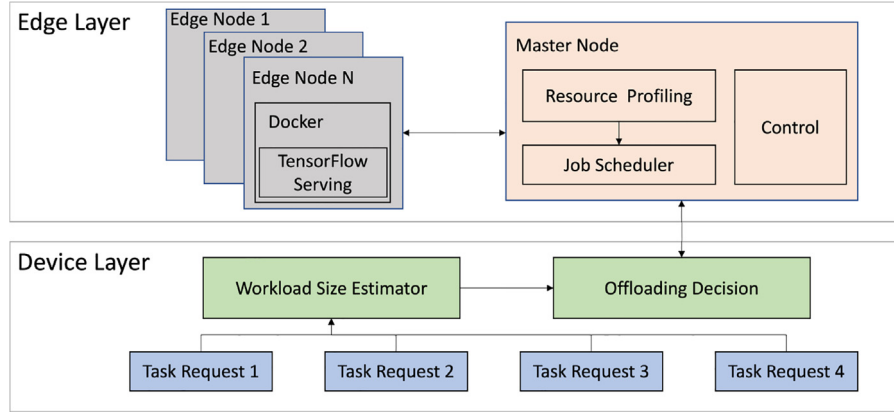 Edge Layer
Edge Node 1
Edge Node 2
Edge Node N
Docker
TensorFlow
Serving
Master Node
Resource Profiling
Job Scheduler
Control
Device Layer
Workload Size Estimator
Offloading Decision
Task Request 1
Task Request 2
Task Request 3
Task Request 4